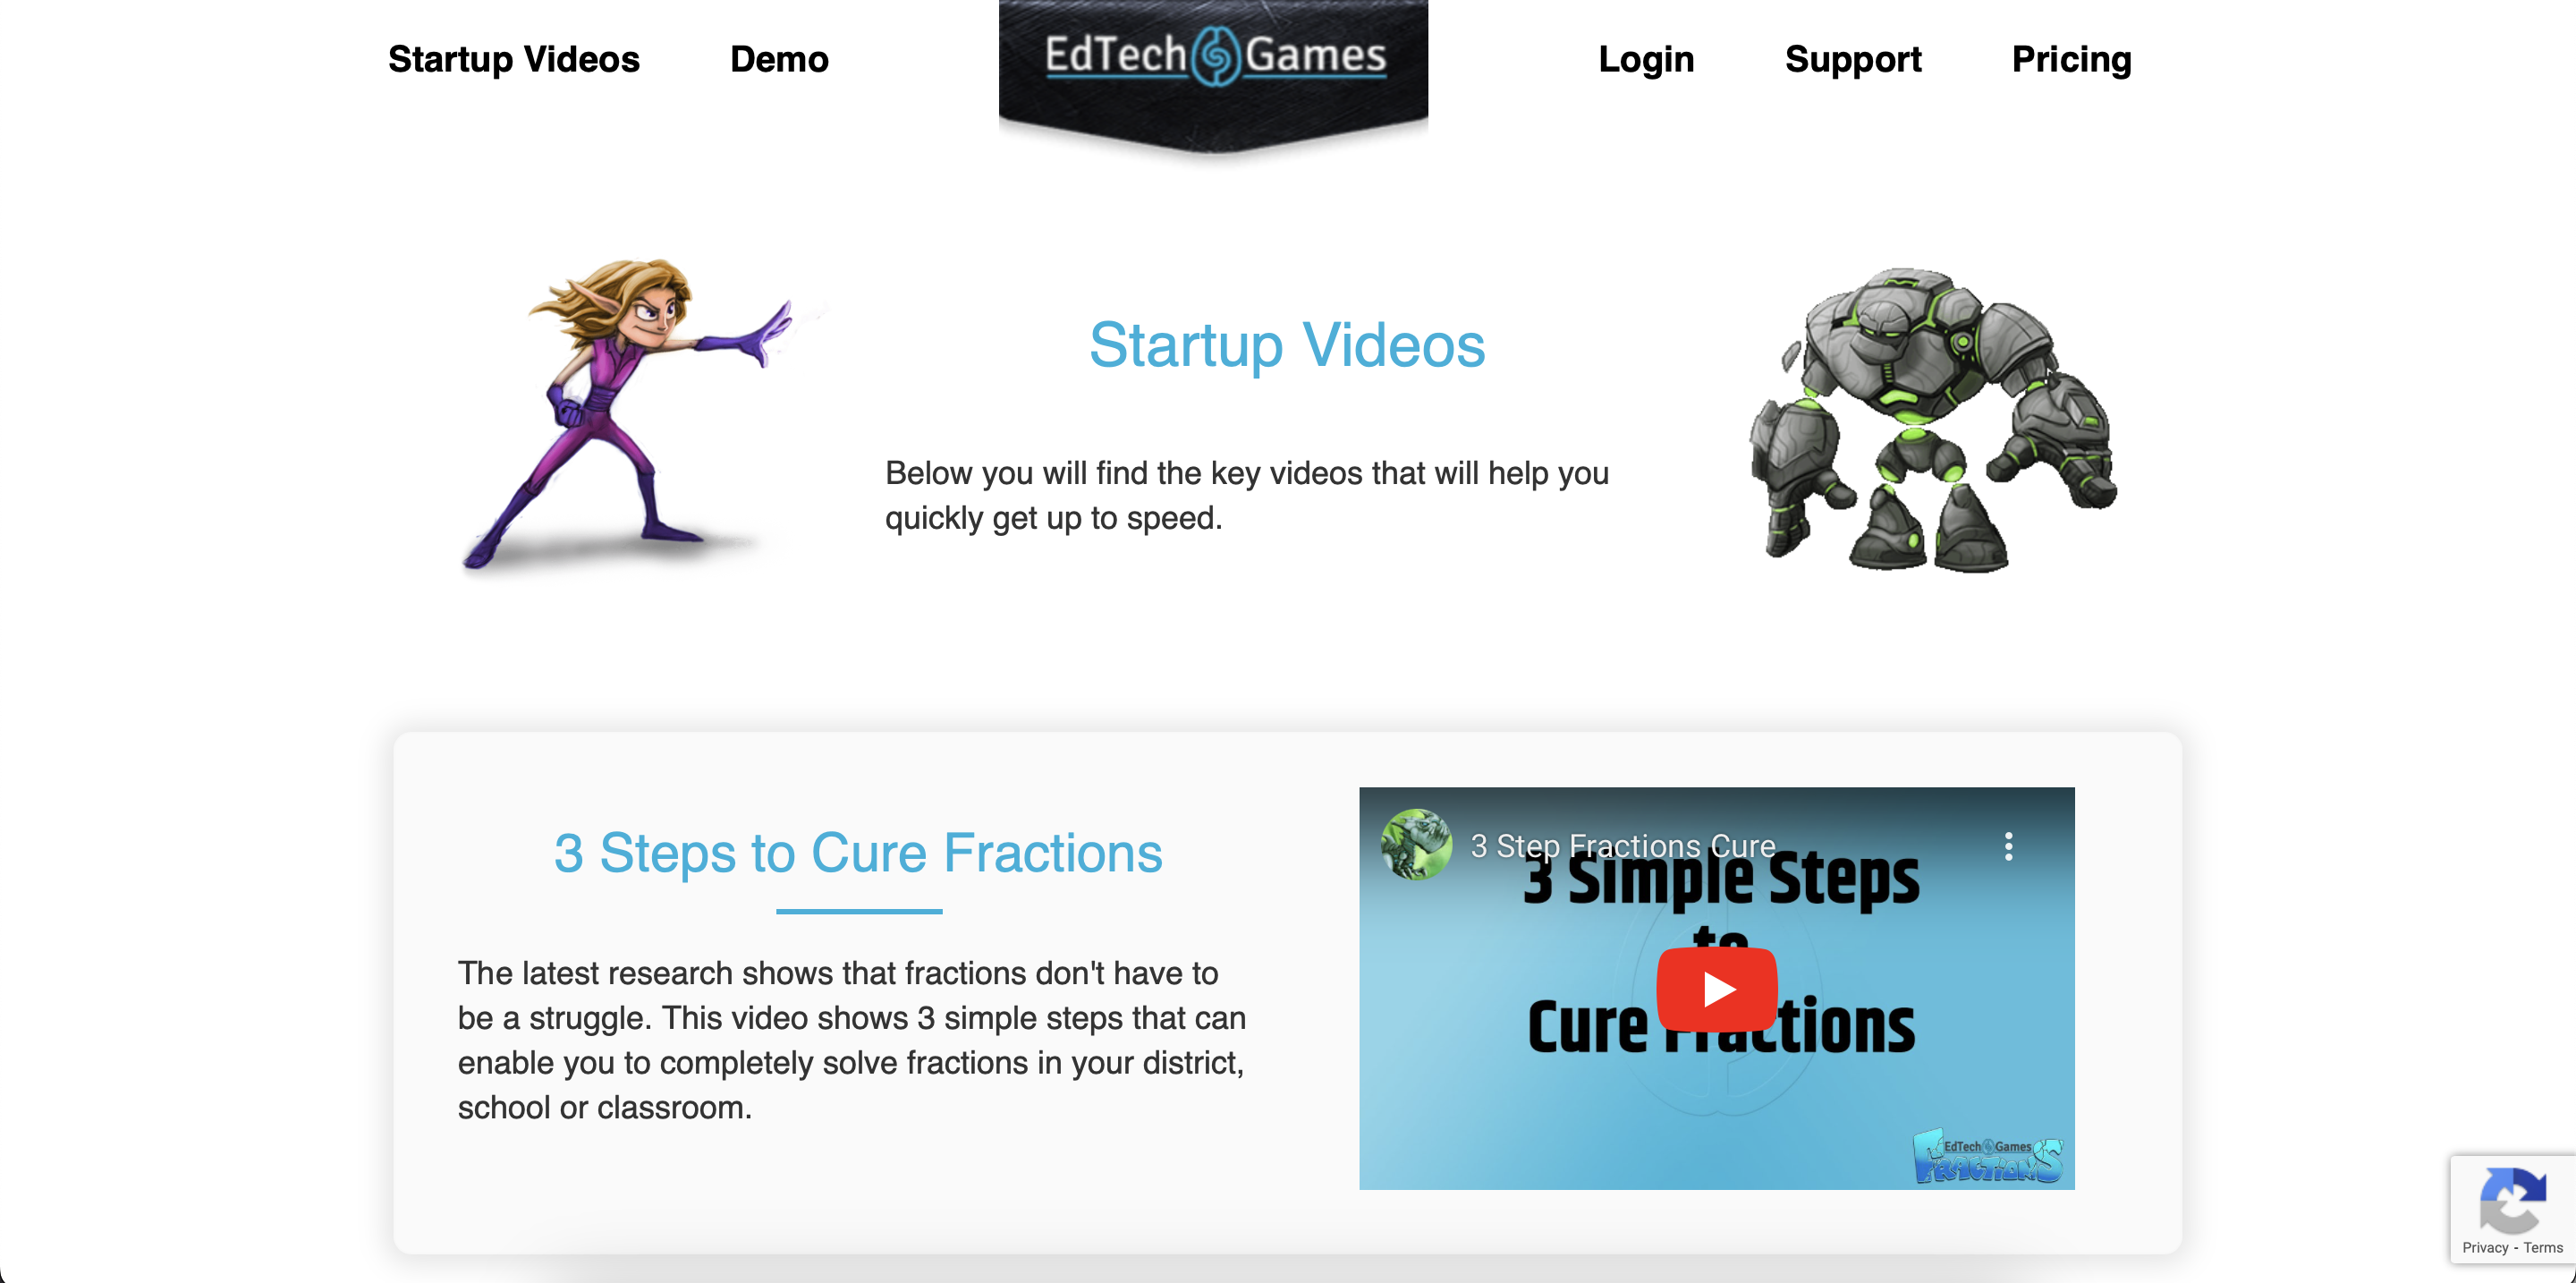 Startup Videos
Demo
EdTech Games
Login
Support
Pricing
Startup Videos
Below you will find the key videos that will help you
quickly get up to speed.
3 Steps to Cure Fractions
The latest research shows that fractions don't have to
be a struggle. This video shows 3 simple steps that can
enable you to completely solve fractions in your district,
school or classroom.
3 Step Fractions Cure
3 Simple Steps
to
Cure Fractions
EdTech Games
FRACTIONS
Privacy - Terms